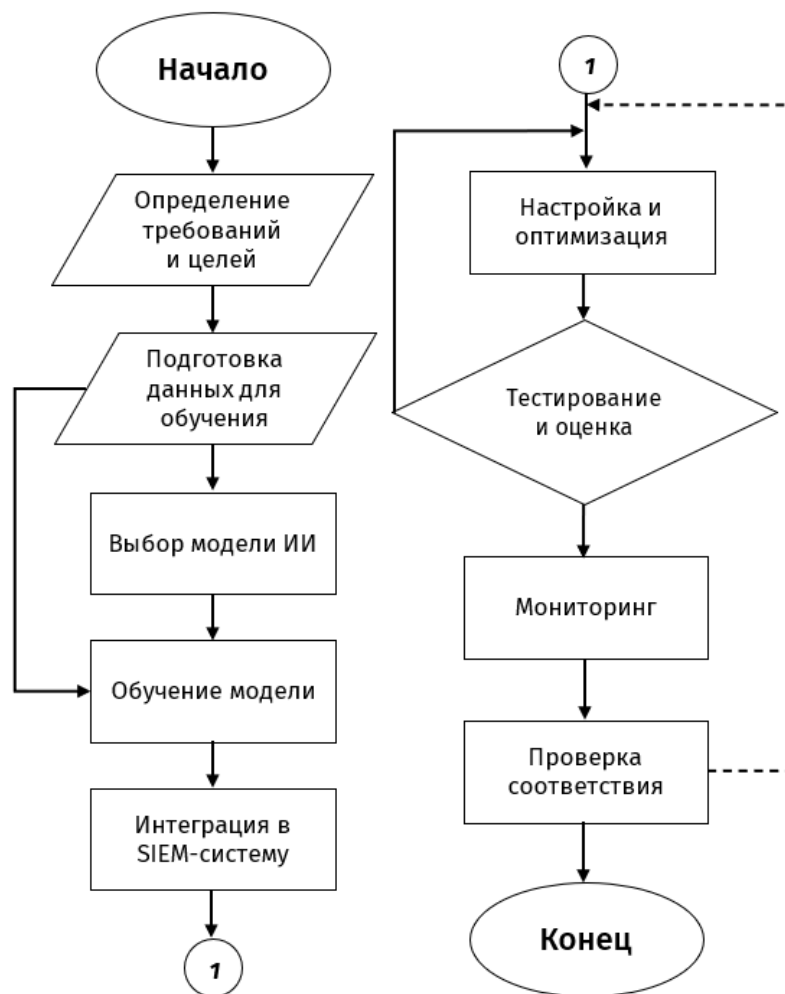 Начало
Определение
требований
и целей
Подготовка
данных для
обучения
Выбор модели ИИ
Обучение модели
Интеграция в
SIEM-систему
1
1
Настройка и
оптимизация
Тестирование
и оценка
Мониторинг
Проверка
соответствия
Конец